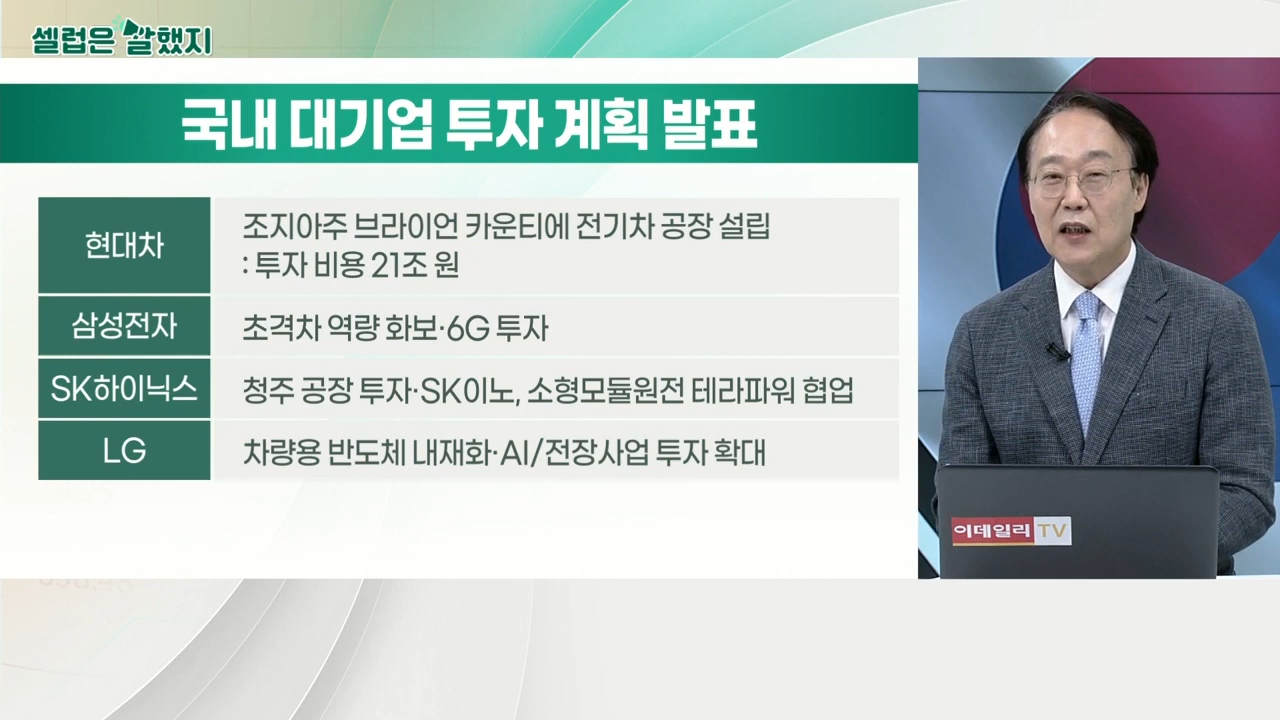 셀럽은 알했지
국내 대기업 투자 계획 발표
현대차
조지아주 브라이언 카운티에 전기차 공장 설립
: 투자 비용 21조 원
삼성전자
초격차 역량 화보·6G 투자
SK하이닉스
청주 공장 투자·SK이노, 소형모듈원전 테라파워 협업
LG
차량용 반도체 내재화·AI/전장사업 투자 확대
이데일리 TV